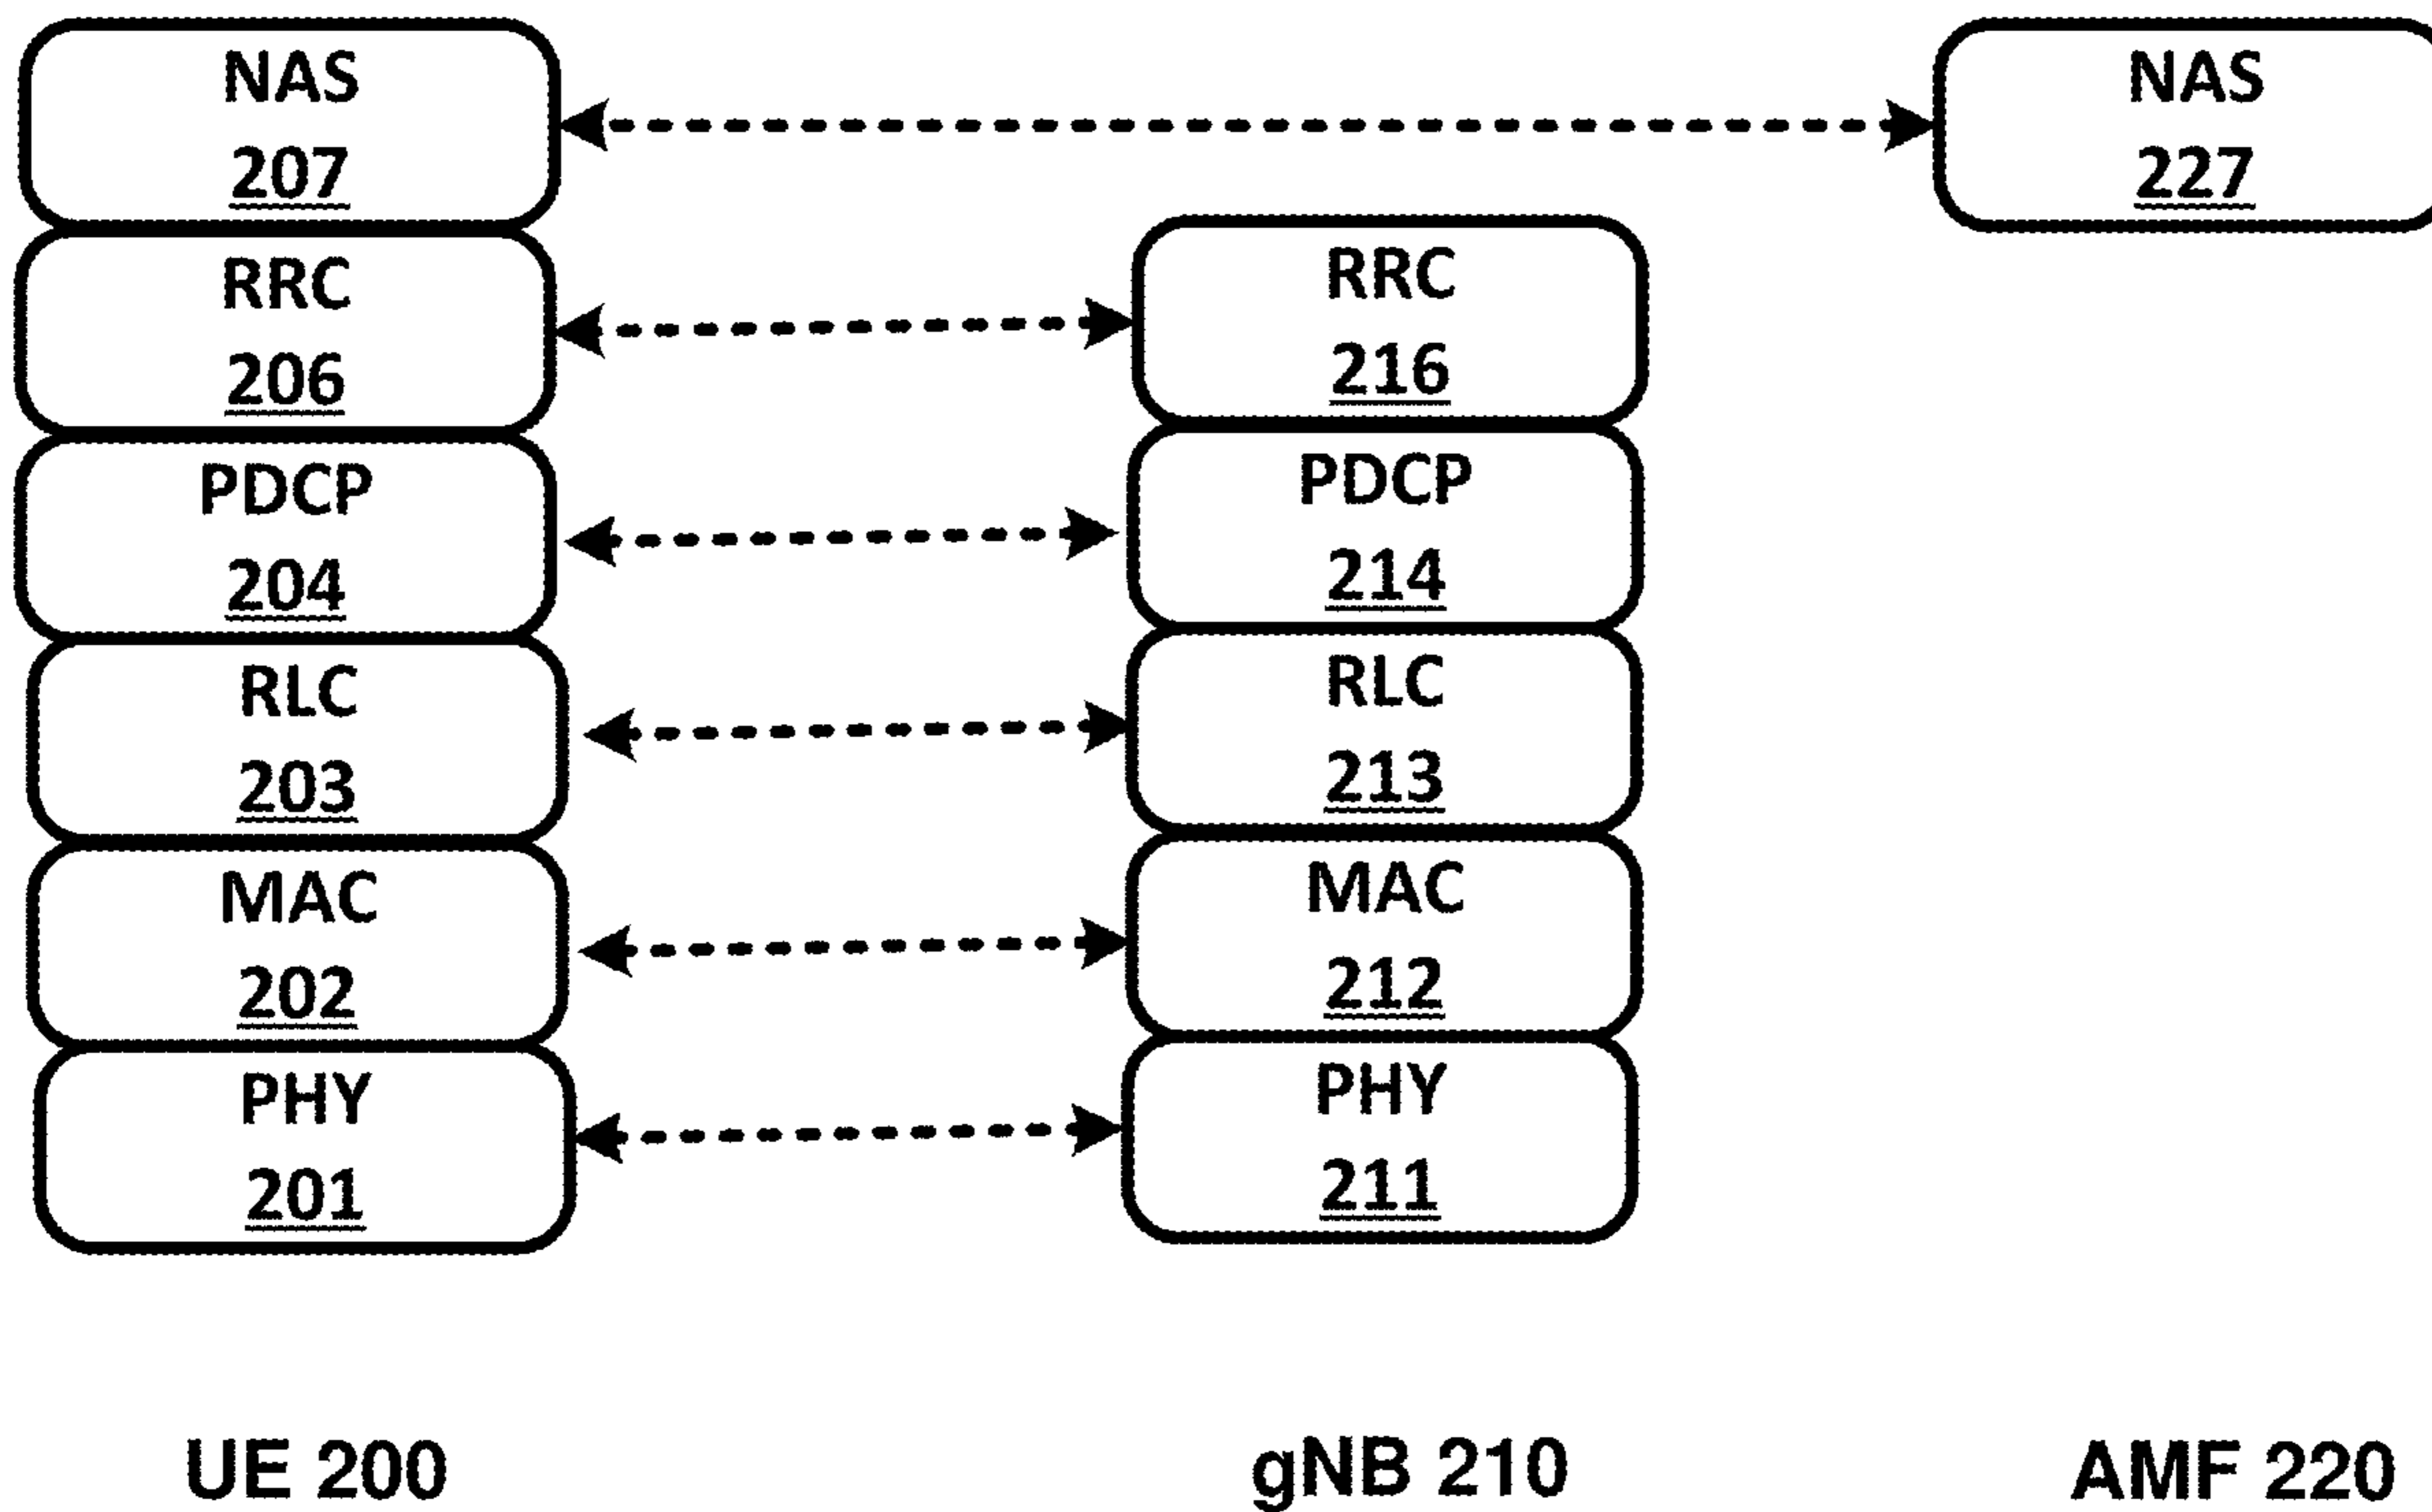 NAS
207
NAS
227
RRC
206
RRC
216
PDCP
204
PDCP
214
RLC
203
RLC
213
MAC
202
MAC
212
PHY
201
PHY
211
UE 200
gNB 210
AMF 220